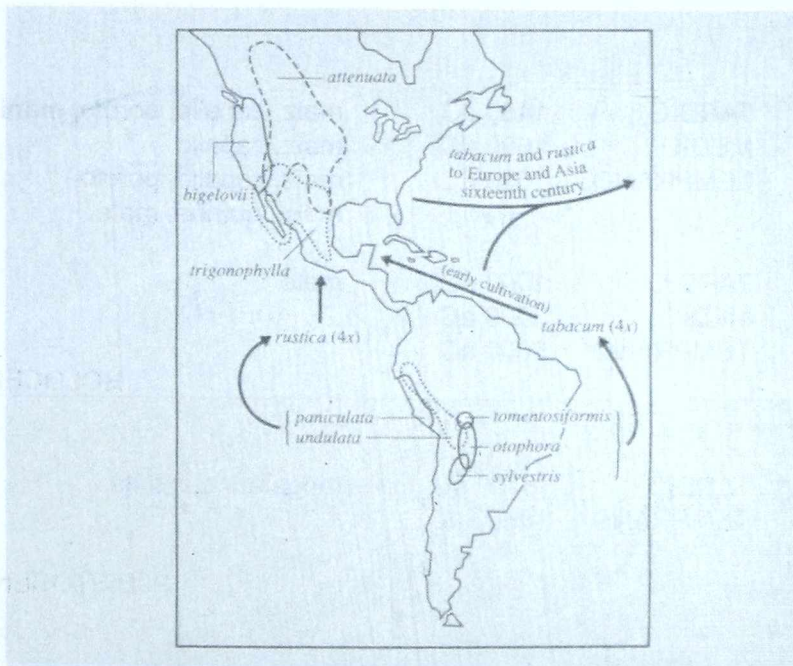 attenuata
tabacum and rustica
to Europe and Asia
sixteenth century
bigelovii
trigonophylla
(early cultivation)
rustica (4x)
tabacum (4x)
paniculata
undulata
tomentosiformis
otophora
sylvestris